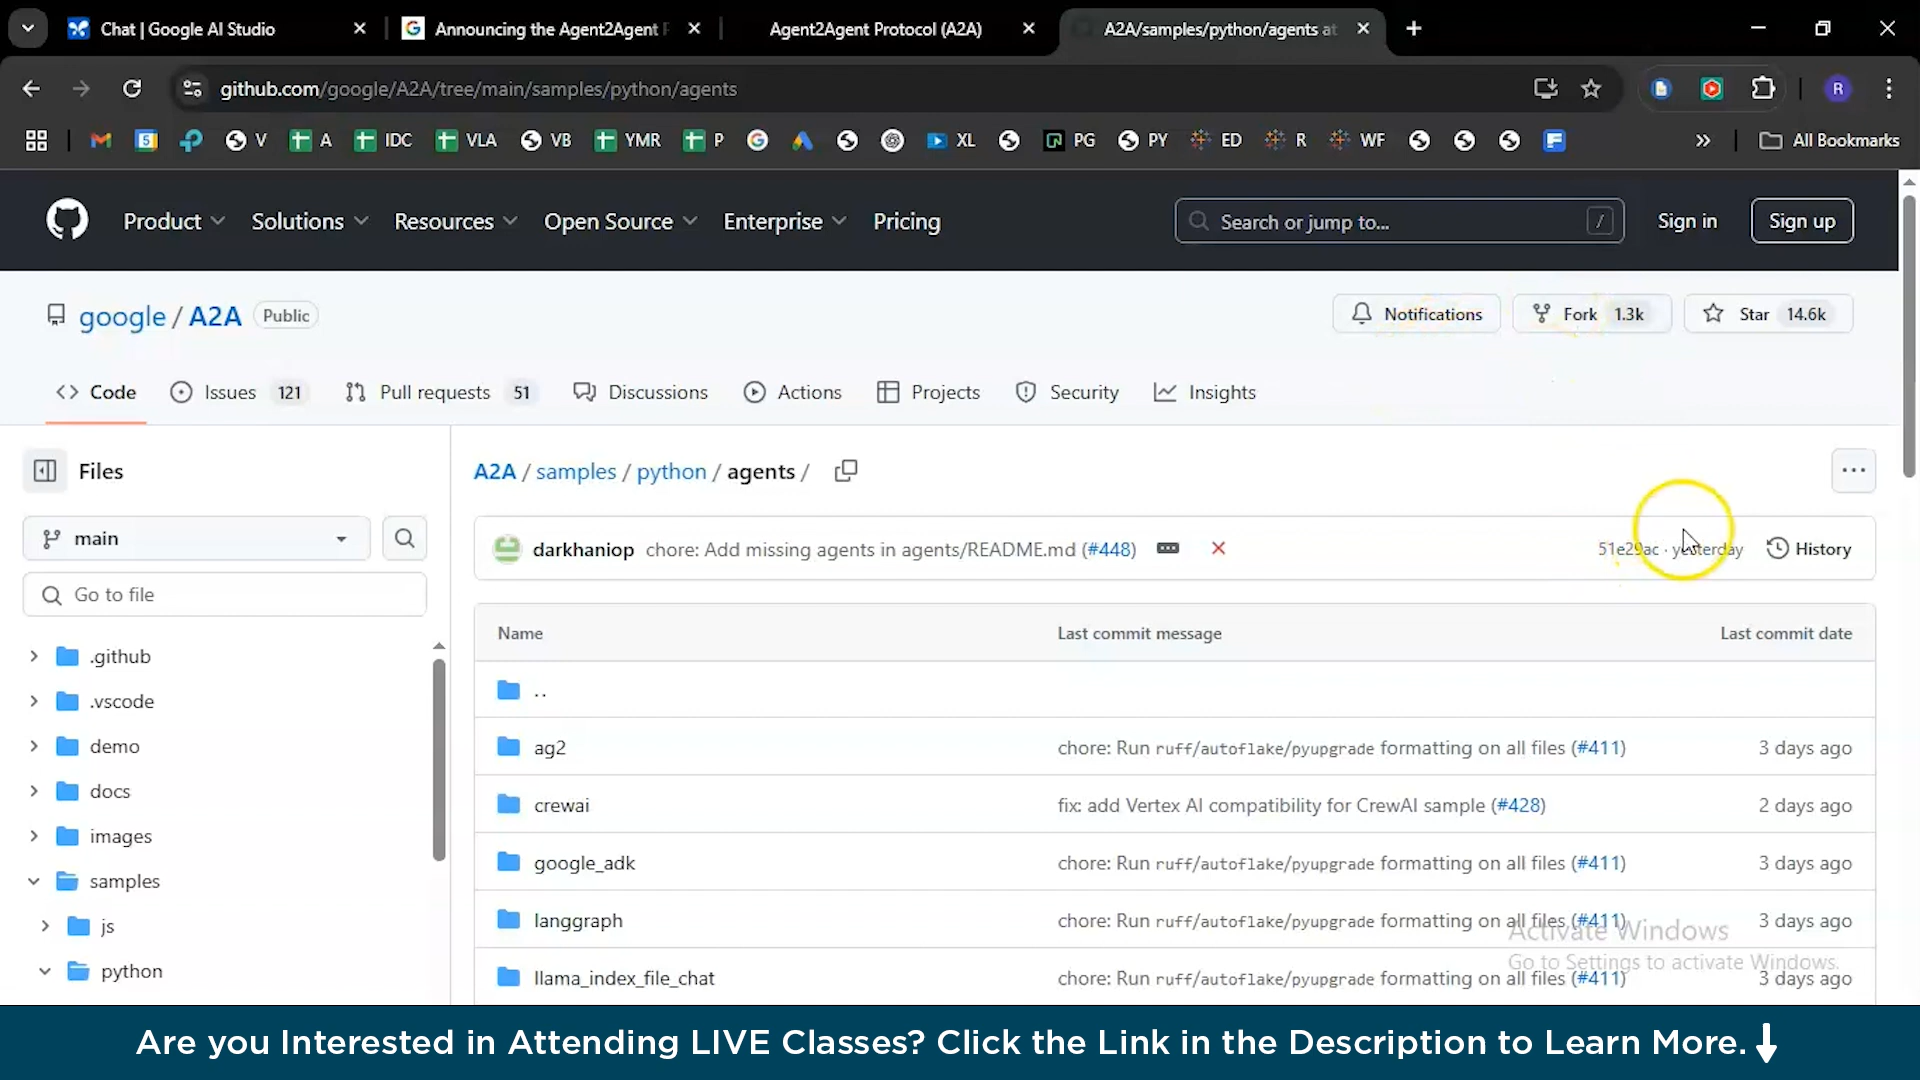 Chat | Google AI Studio
Announcing the Agent2Agent P
Agent2Agent Protocol (A2A)
A2A/samples/python/agents at
github.com/google/A2A/tree/main/samples/python/agents
R
V
A
IDC
VLA
VB
YMR
P
XL
PG
PY
ED
R
WF
All Bookmarks
Product
Solutions
Resources
Open Source
Enterprise
Pricing
Search or jump to...
/
Sign in
Sign up
google / A2A Public
Notifications
Fork 1.3k
Star 14.6k
Code
Issues 121
Pull requests 51
Discussions
Actions
Projects
Security
Insights
Files
main
Go to file
.github
.vscode
demo
docs
images
samples
js
python
A2A / samples / python / agents /
darkhaniop chore: Add missing agents in agents/README.md (#448)
51e29ac · yesterday
History
Name Last commit message Last commit date
..
ag2 chore: Run ruff/autoflake/pyupgrade formatting on all files (#411) 3 days ago
crewai fix: add Vertex AI compatibility for CrewAI sample (#428) 2 days ago
google_adk chore: Run ruff/autoflake/pyupgrade formatting on all files (#411) 3 days ago
langgraph chore: Run ruff/autoflake/pyupgrade formatting on all files (#411) 3 days ago
llama_index_file_chat chore: Run ruff/autoflake/pyupgrade formatting on all files (#411) 3 days ago
Activate Windows
Go to Settings to activate Windows.
Are you Interested in Attending LIVE Classes? Click the Link in the Description to Learn More.